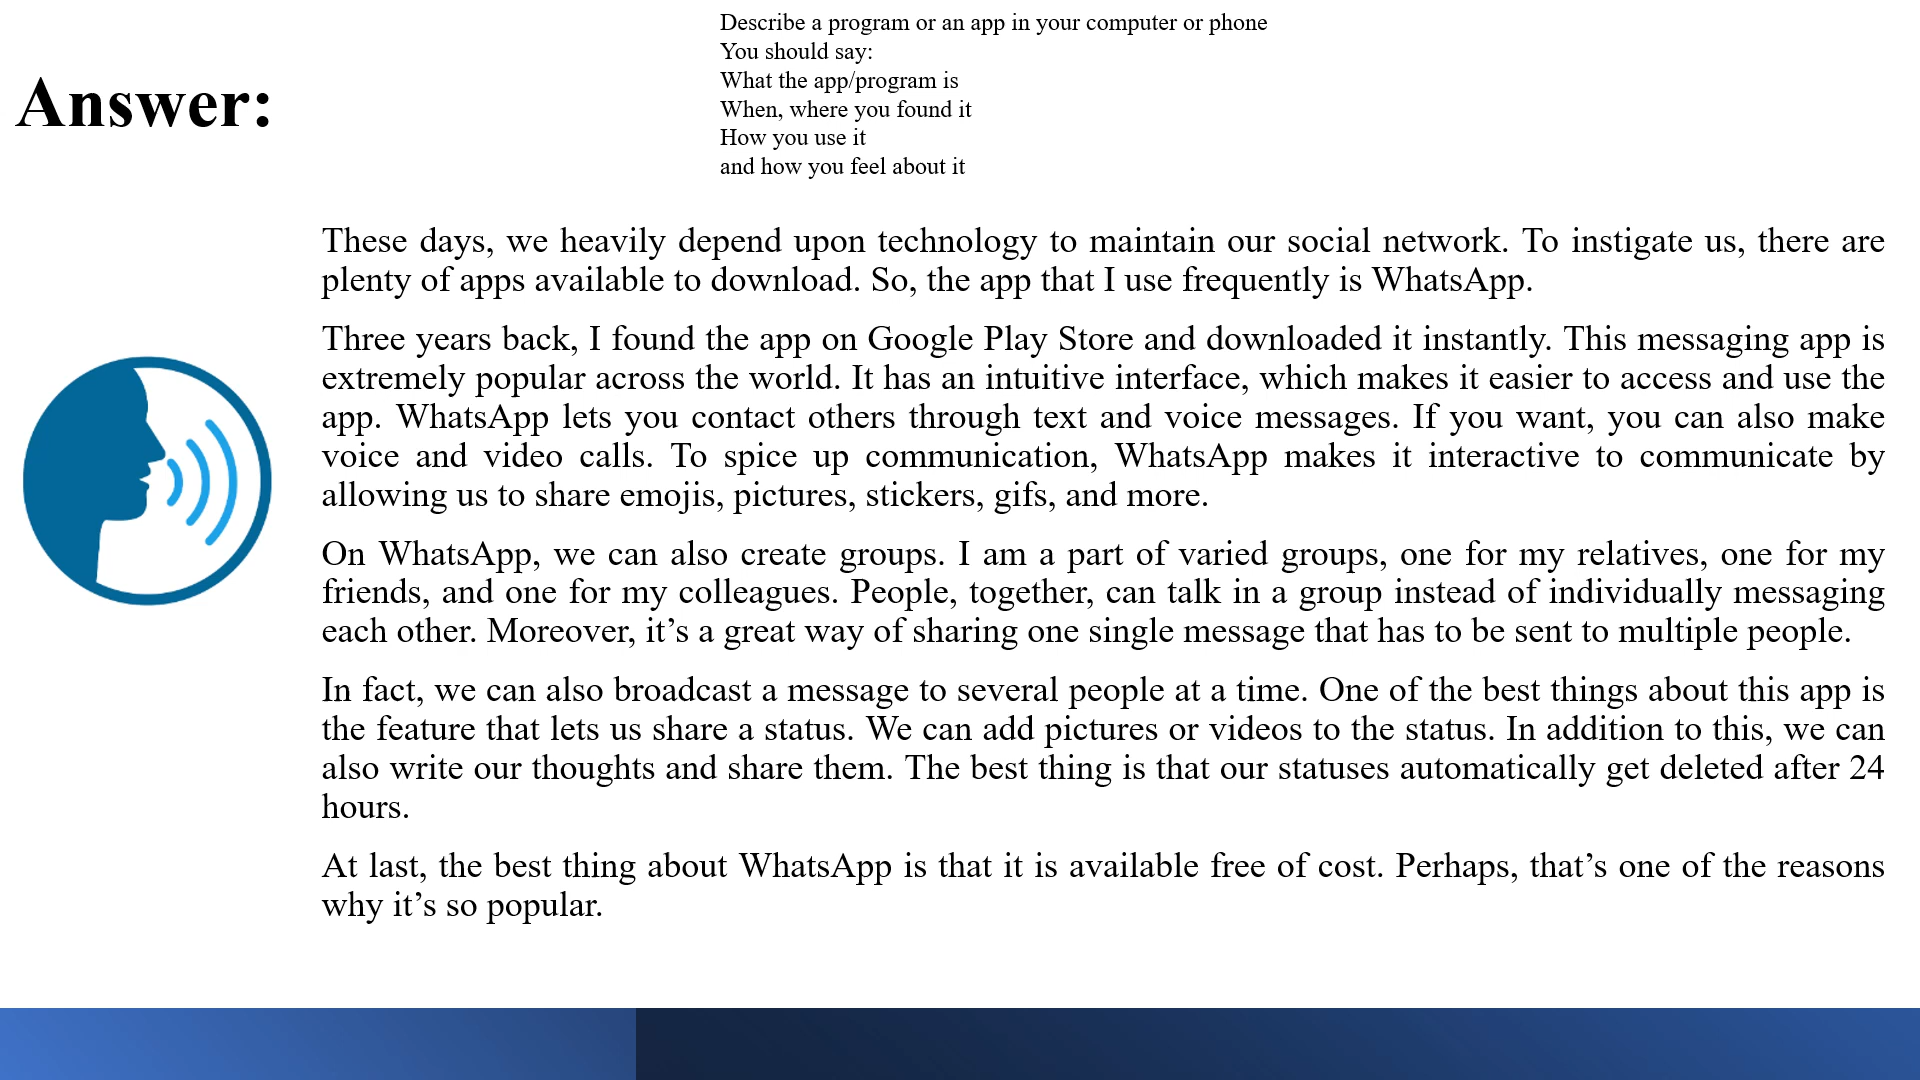 Describe a program or an app in your computer or phone
You should say:
What the app/program is
When, where you found it
How you use it
and how you feel about it
Answer:
These days, we heavily depend upon technology to maintain our social network. To instigate us, there are
plenty of apps available to download. So, the app that I use frequently is WhatsApp.
Three years back, I found the app on Google Play Store and downloaded it instantly. This messaging app is
extremely popular across the world. It has an intuitive interface, which makes it easier to access and use the
app. WhatsApp lets you contact others through text and voice messages. If you want, you can also make
voice and video calls. To spice up communication, WhatsApp makes it interactive to communicate by
allowing us to share emojis, pictures, stickers, gifs, and more.
On WhatsApp, we can also create groups. I am a part of varied groups, one for my relatives, one for my
friends, and one for my colleagues. People, together, can talk in a group instead of individually messaging
each other. Moreover, it’s a great way of sharing one single message that has to be sent to multiple people.
In fact, we can also broadcast a message to several people at a time. One of the best things about this app is
the feature that lets us share a status. We can add pictures or videos to the status. In addition to this, we can
also write our thoughts and share them. The best thing is that our statuses automatically get deleted after 24
hours.
At last, the best thing about WhatsApp is that it is available free of cost. Perhaps, that’s one of the reasons
why it’s so popular.